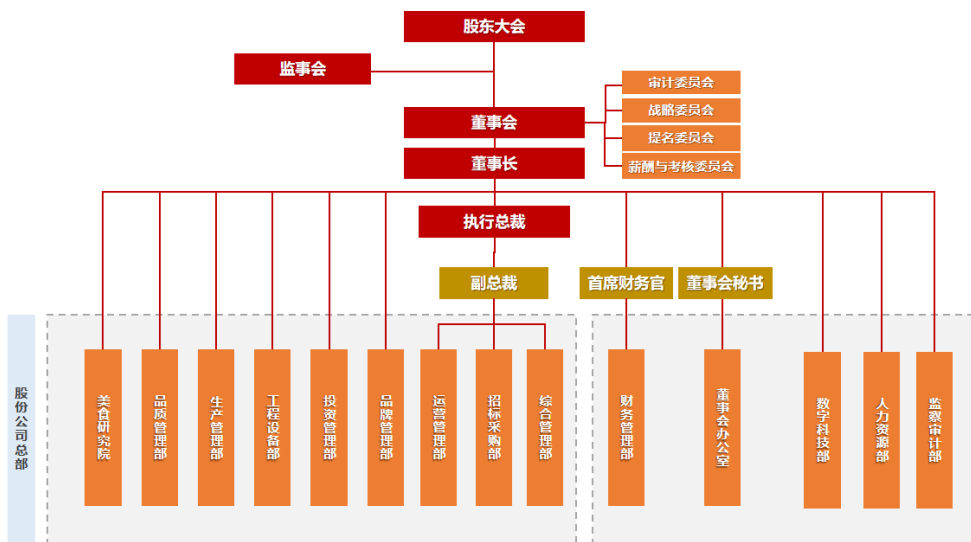 股东大会
监事会
审计委员会
战略委员会
董事会
提名委员会
董事长
薪酬与考核委员会
执行总裁
副总裁
首席财务官
董事会秘书
股份公司总部
美食研究院
品质管理部
生产管理部
工程设备部
投资管理部
品牌管理部
运营管理部
招标采购部
综合管理部
财务管理部
董事会办公室
数字科技部
人力资源部
监察审计部